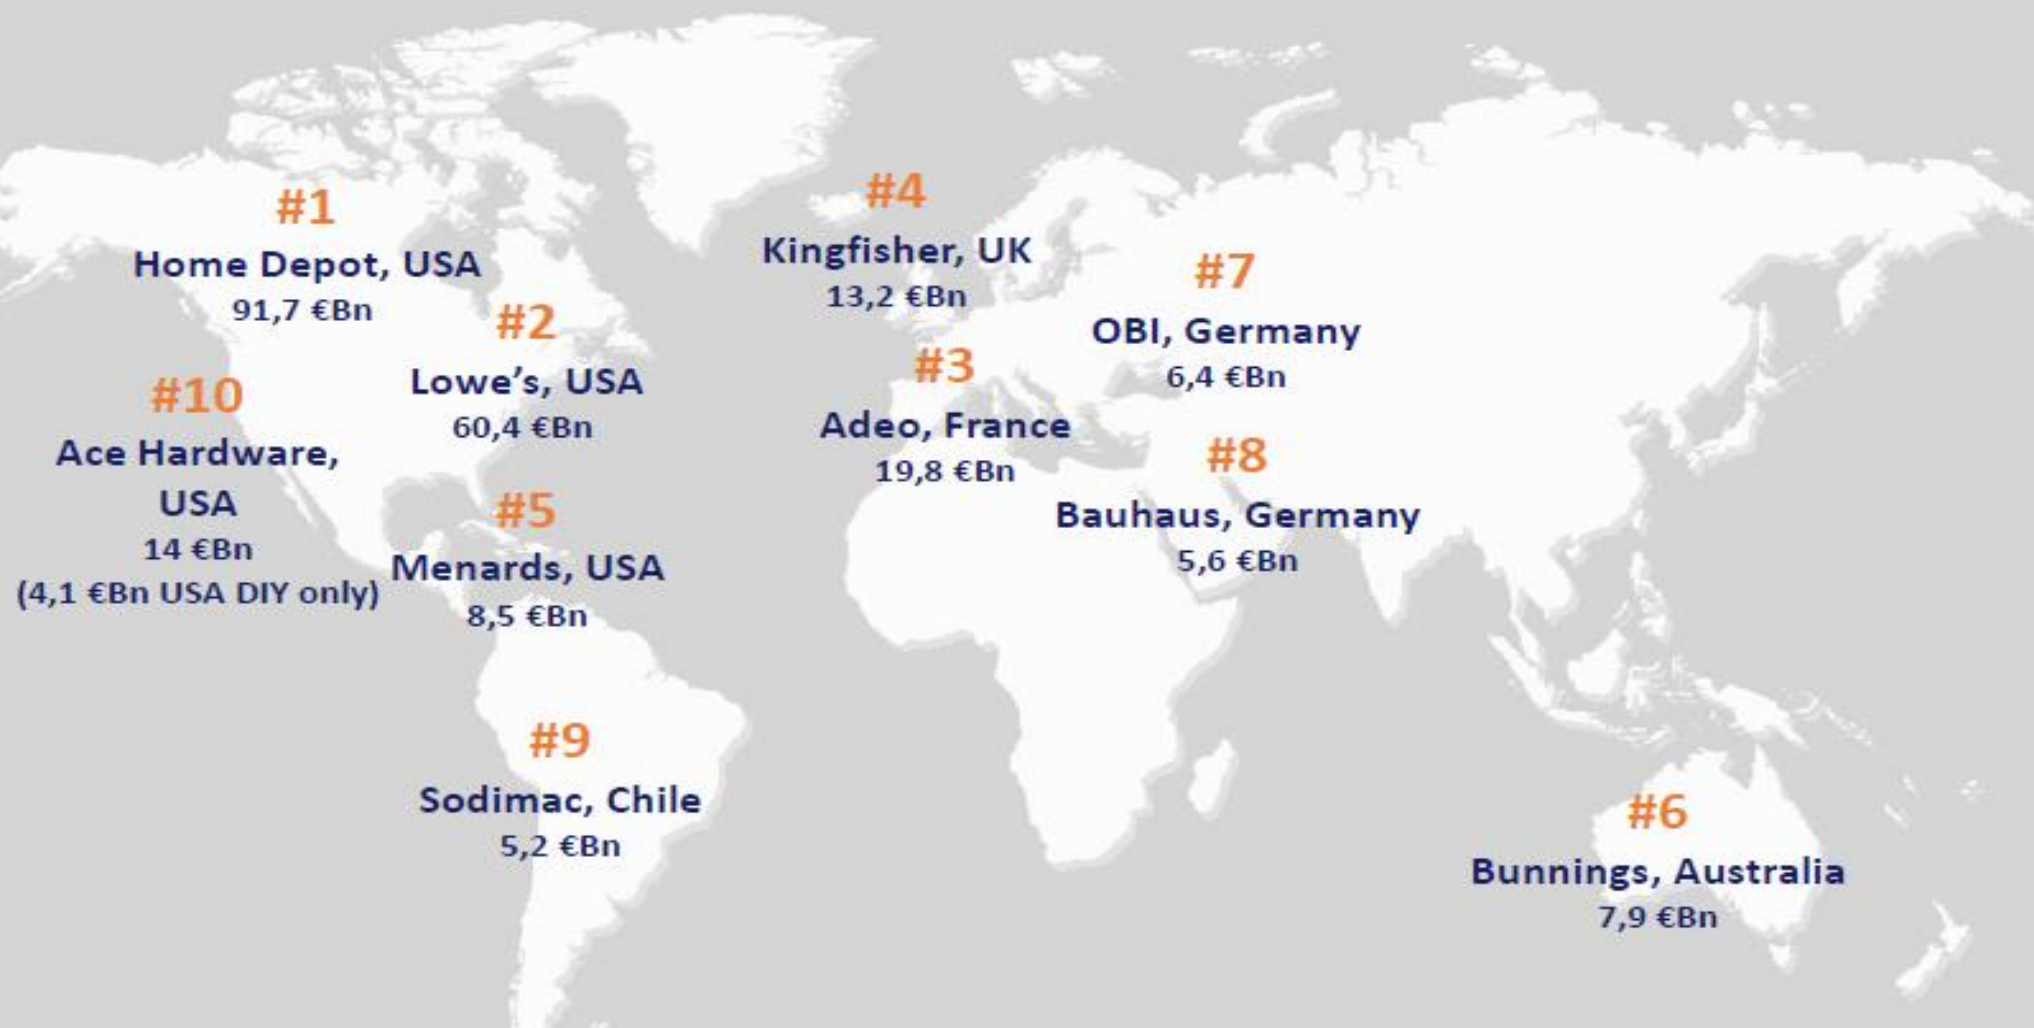 #1
Home Depot, USA
91,7 €Bn
#2
Lowe's, USA
60,4 €Bn
#10
Ace Hardware,
USA
14 €Bn
(4,1 €Bn USA DIY only)
#5
Menards, USA
8,5 €Bn
#9
Sodimac, Chile
5,2 €Bn
#4
Kingfisher, UK
13,2 €Bn
#3
Adeo, France
19,8 €Bn
#7
OBI, Germany
6,4 €Bn
#8
Bauhaus, Germany
5,6 €Bn
#6
Bunnings, Australia
7,9 €Bn